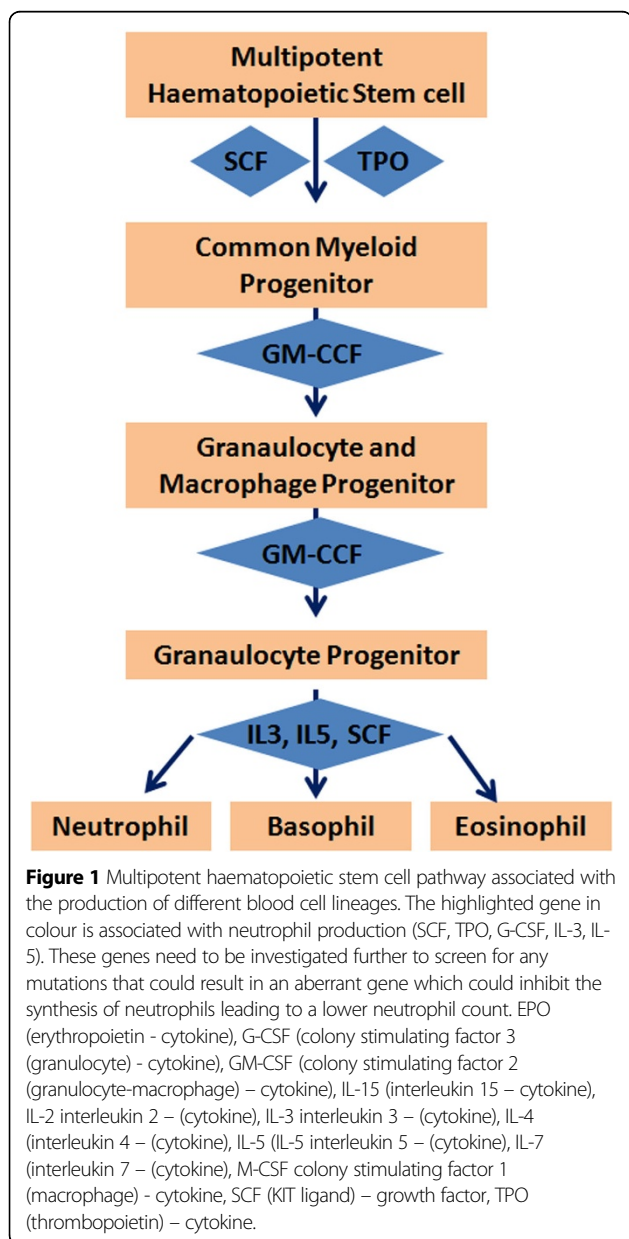 Multipotent
Haematopoietic Stem cell
SCF
TPO
Common Myeloid
Progenitor
GM-CCF
Granaulocyte and
Macrophage Progenitor
GM-CCF
Granaulocyte Progenitor
IL3, IL5, SCF
Neutrophil
Basophil
Eosinophil
Figure 1 Multipotent haematopoietic stem cell pathway associated with
the production of different blood cell lineages. The highlighted gene in
colour is associated with neutrophil production (SCF, TPO, G-CSF, IL-3, IL-
5). These genes need to be investigated further to screen for any
mutations that could result in an aberrant gene which could inhibit the
synthesis of neutrophils leading to a lower neutrophil count. EPO
(erythropoietin - cytokine), G-CSF (colony stimulating factor 3
(granulocyte) - cytokine), GM-CSF (colony stimulating factor 2
(granulocyte-macrophage) – cytokine), IL-15 (interleukin 15 – cytokine),
IL-2 interleukin 2 – (cytokine), IL-3 interleukin 3 – (cytokine), IL-4
(interleukin 4 – (cytokine), IL-5 (IL-5 interleukin 5 – (cytokine), IL-7
(interleukin 7 – (cytokine), M-CSF colony stimulating factor 1
(macrophage) - cytokine, SCF (KIT ligand) – growth factor, TPO
(thrombopoietin) – cytokine.